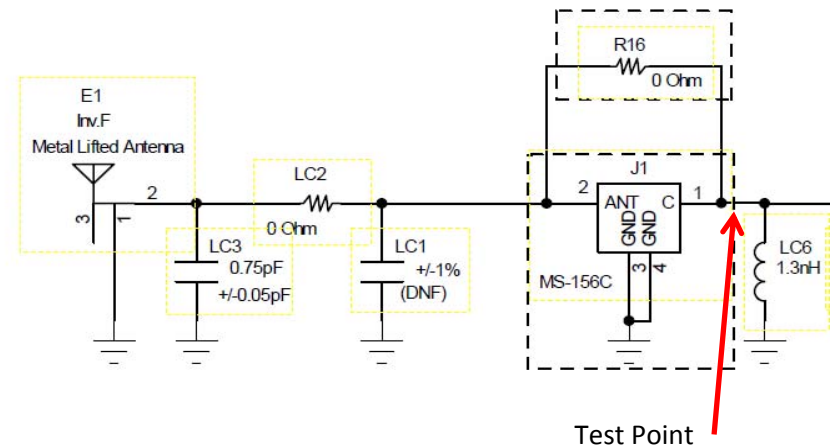 R16
0 Ohm
E1
Inv.F
Metal Lifted Antenna
2
3
1
LC2
0 Ohm
LC3
0.75pF
+/-0.05pF
LC1
+/-1%
(DNF)
J1
2
ANT
C
1
GND
GND
3
4
MS-156C
LC6
1.3nH
Test Point